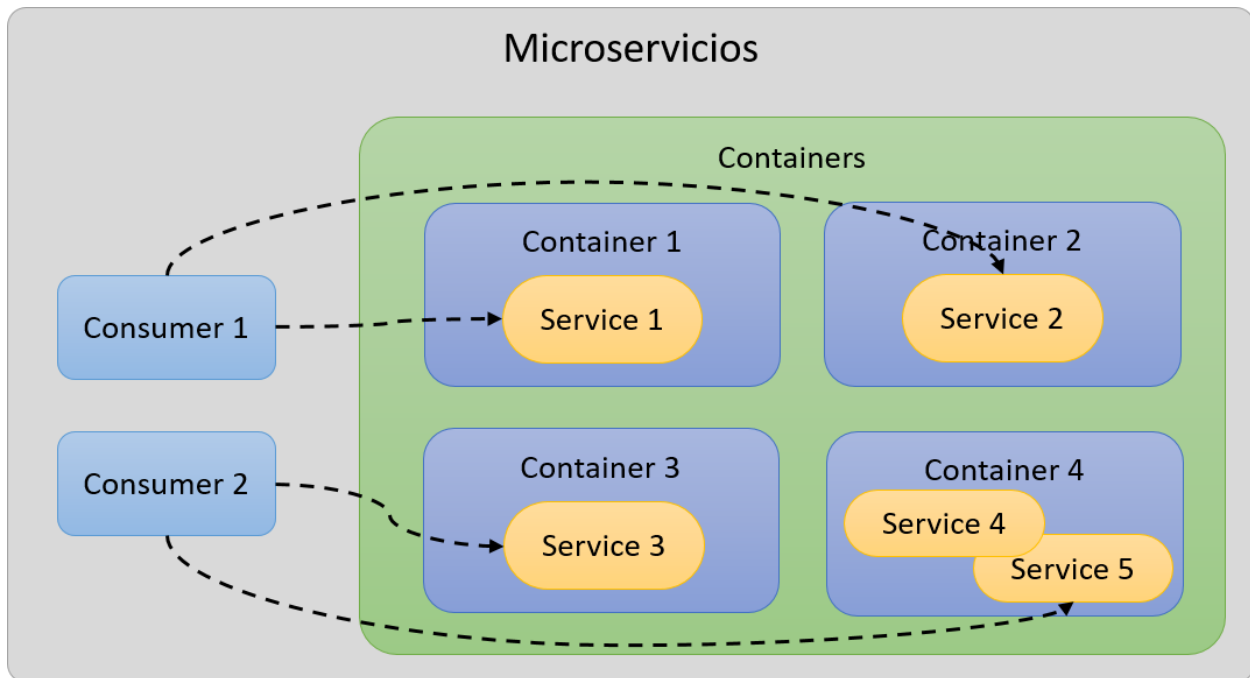 Microservicios
Containers
Container 1
Container 2
Consumer 1
Service 1
Service 2
Consumer 2
Container 3
Container 4
Service 3
Service 4
Service 5